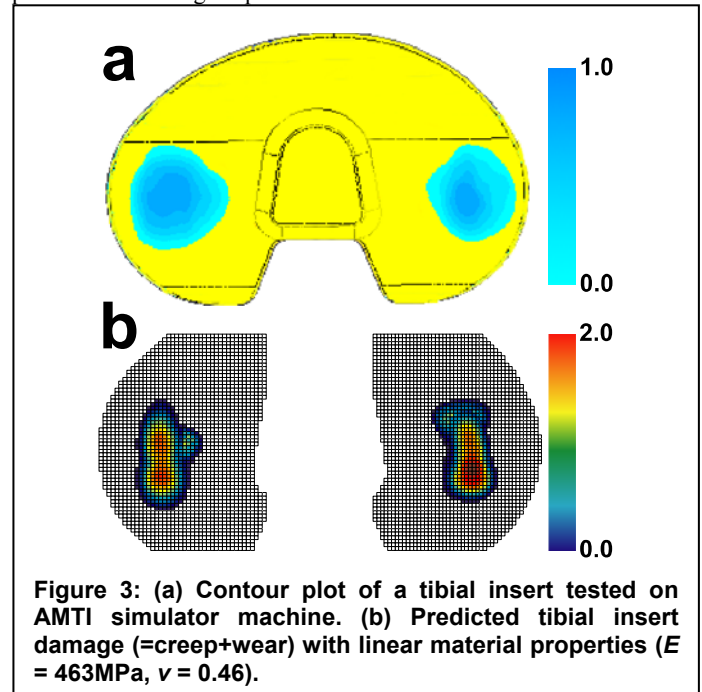 a
1.0
0.0
b
2.0
0.0
Figure 3: (a) Contour plot of a tibial insert tested on
AMTI simulator machine. (b) Predicted tibial insert
damage (=creep+wear) with linear material properties (E
= 463MPa, ν = 0.46).